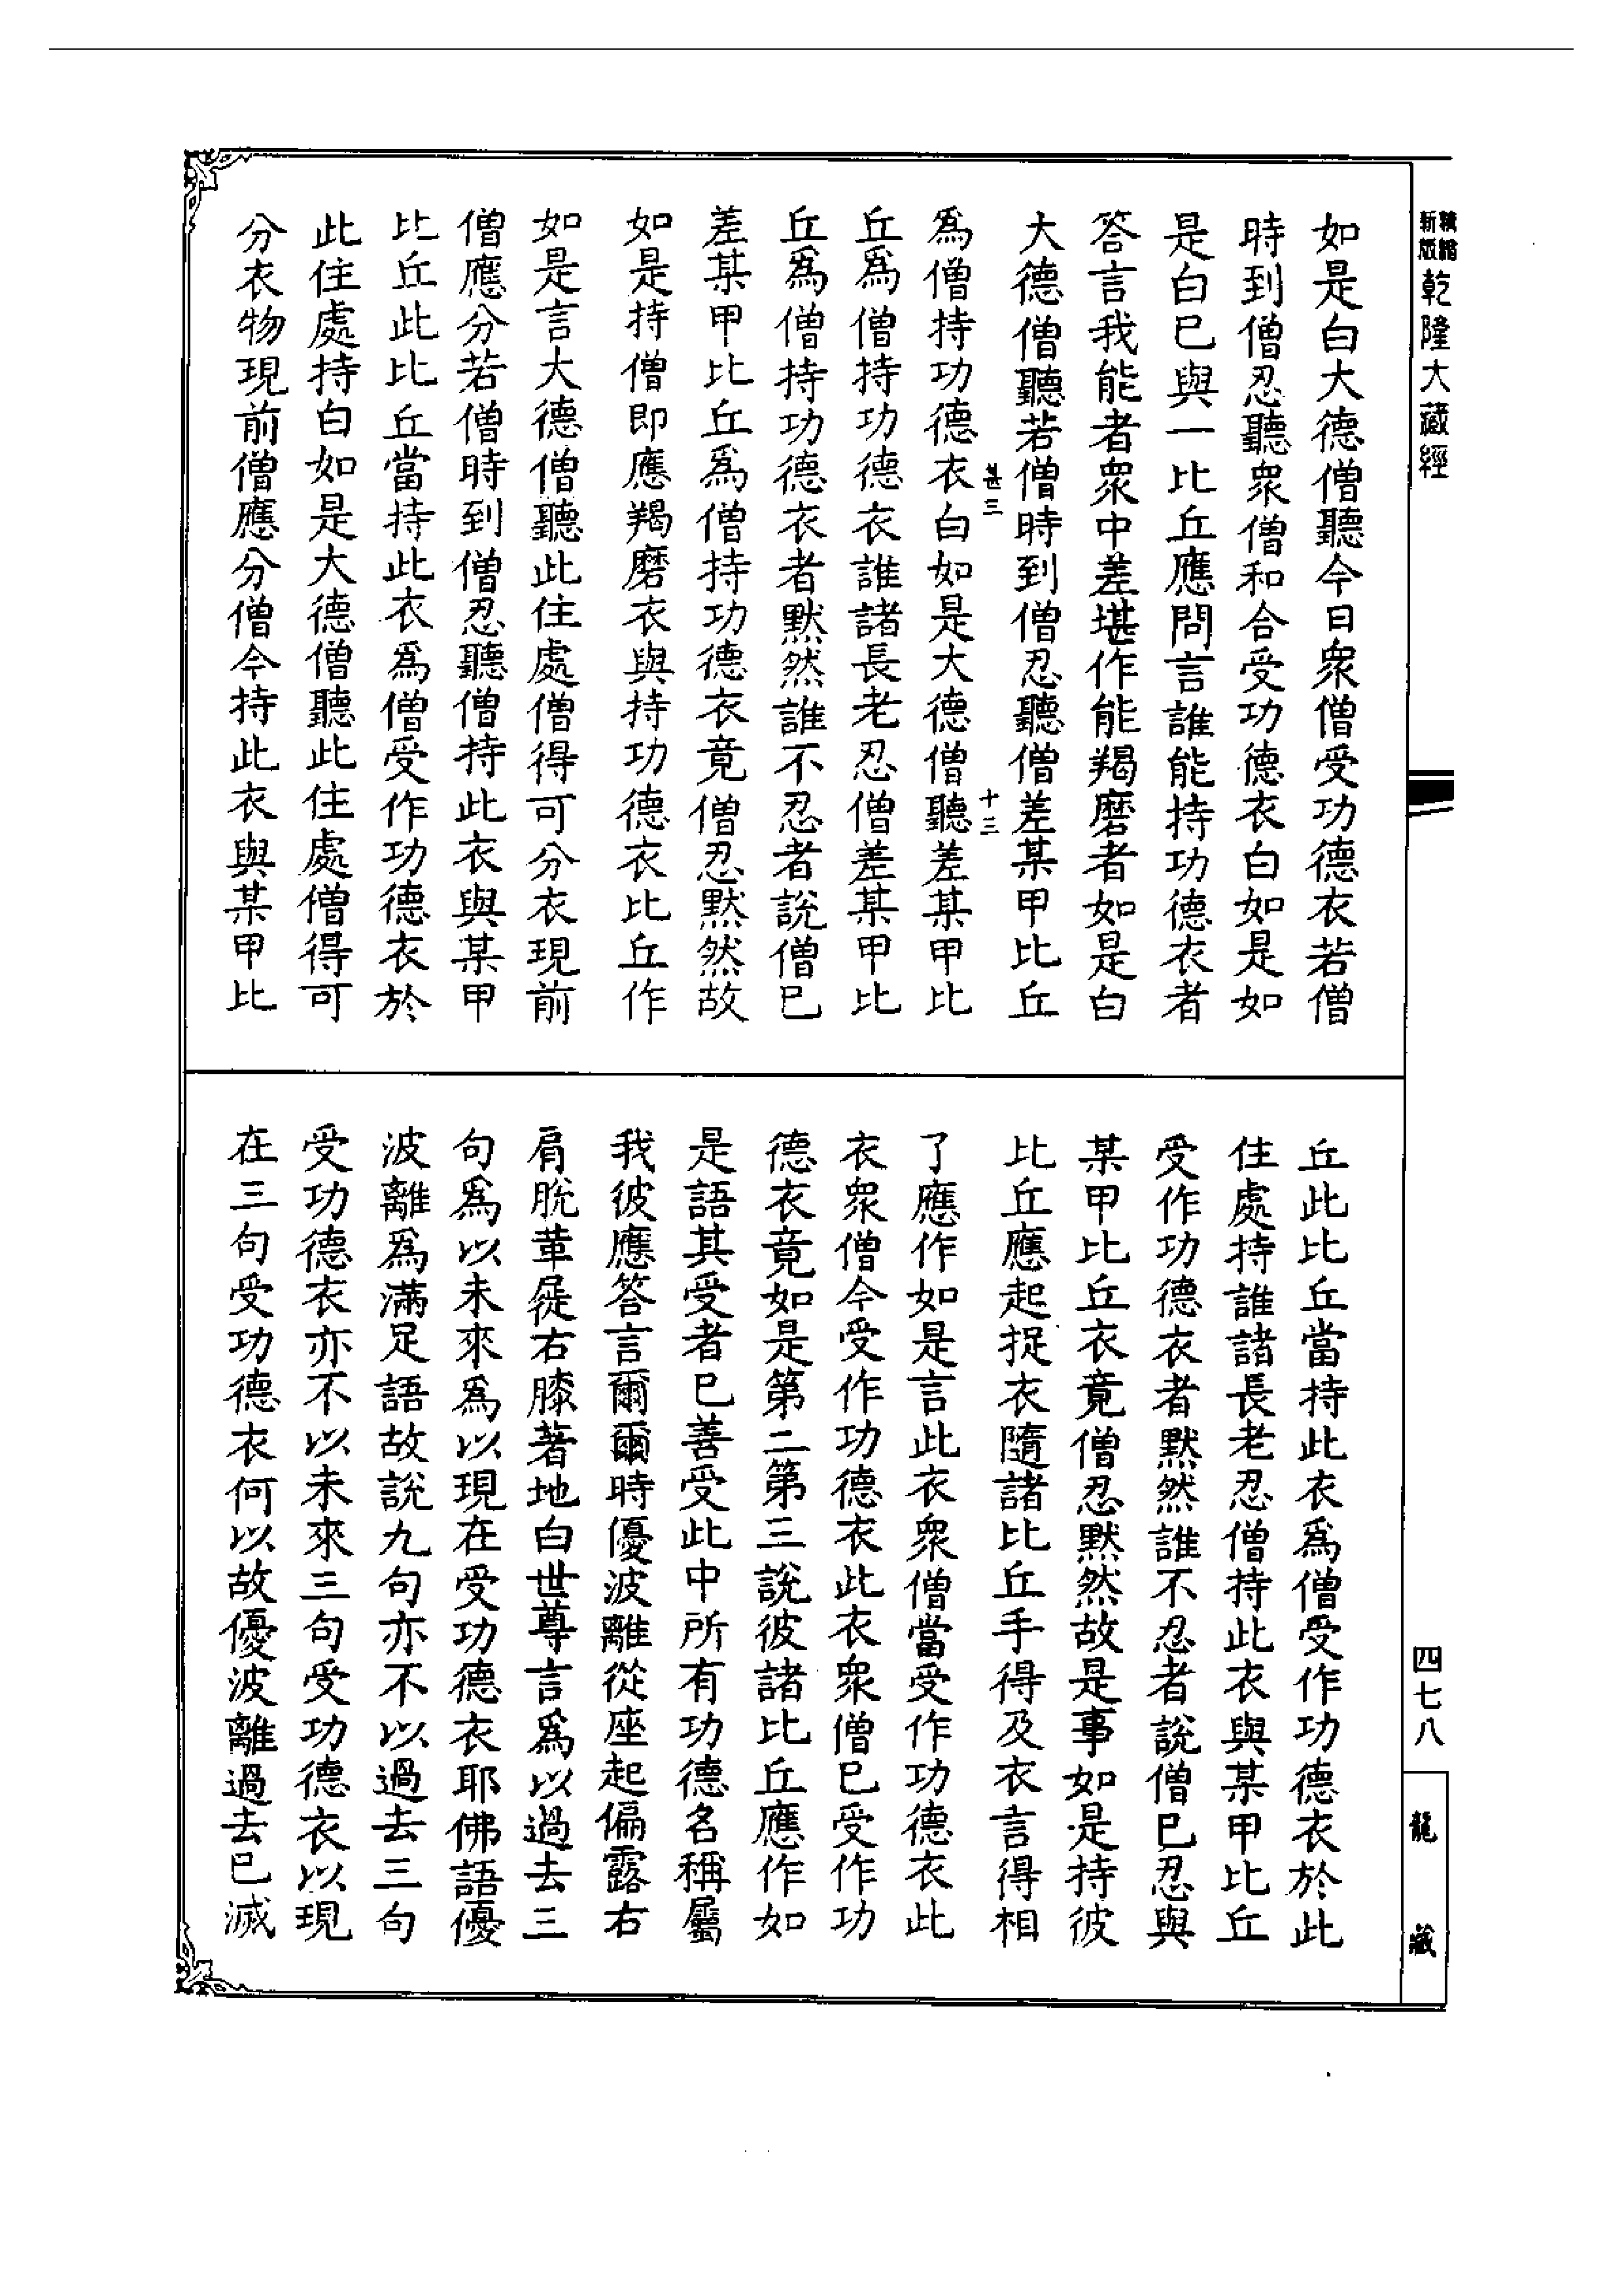 精縮
新版
乾隆大藏經
如是白大德僧聽今日衆僧受功德衣若僧
時到僧忍聽衆僧和合受功德衣白如是如
是白已與一比丘應問言誰能持功德衣者
答言我能者衆中差堪作能羯磨者如是白
大德僧聽若僧時到僧忍聽僧差某甲比丘
甚三
十三
爲僧持功德衣白如是大德僧聽差某甲比
丘爲僧持功德衣誰諸長老忍僧差某甲比
丘爲僧持功德衣者默然誰不忍者說僧已
差某甲比丘爲僧持功德衣竟僧忍默然故
如是持僧即應羯磨衣與持功德衣比丘作
如是言大德僧聽此住處僧得可分衣現前
僧應分若僧時到僧忍聽僧持此衣與某甲
比丘此比丘當持此衣爲僧受作功德衣於
此住處持白如是大德僧聽此住處僧得可
分衣物現前僧應分僧今持此衣與某甲比
丘此比丘當持此衣爲僧受作功德衣於此
住處持誰諸長老忍僧持此衣與某甲比丘
受作功德衣者默然誰不忍者說僧已忍與
某甲比丘衣竟僧忍默然故是事如是持彼
比丘應起捉衣隨諸比丘手得及衣言得相
了應作如是言此衣衆僧當受作功德衣此
衣衆僧今受作功德衣此衣衆僧已受作功
德衣竟如是第二第三說彼諸比丘應作如
是語其受者已善受此中所有功德名稱屬
我彼應答言爾爾時優波離從座起偏露右
肩脫革屣右膝著地白世尊言爲以過去三
句爲以未來爲以現在受功德衣耶佛語優
波離爲滿足語故說九句亦不以過去三句
受功德衣亦不以未來三句受功德衣以現
在三句受功德衣何以故優波離過去已滅
四七八
龍藏